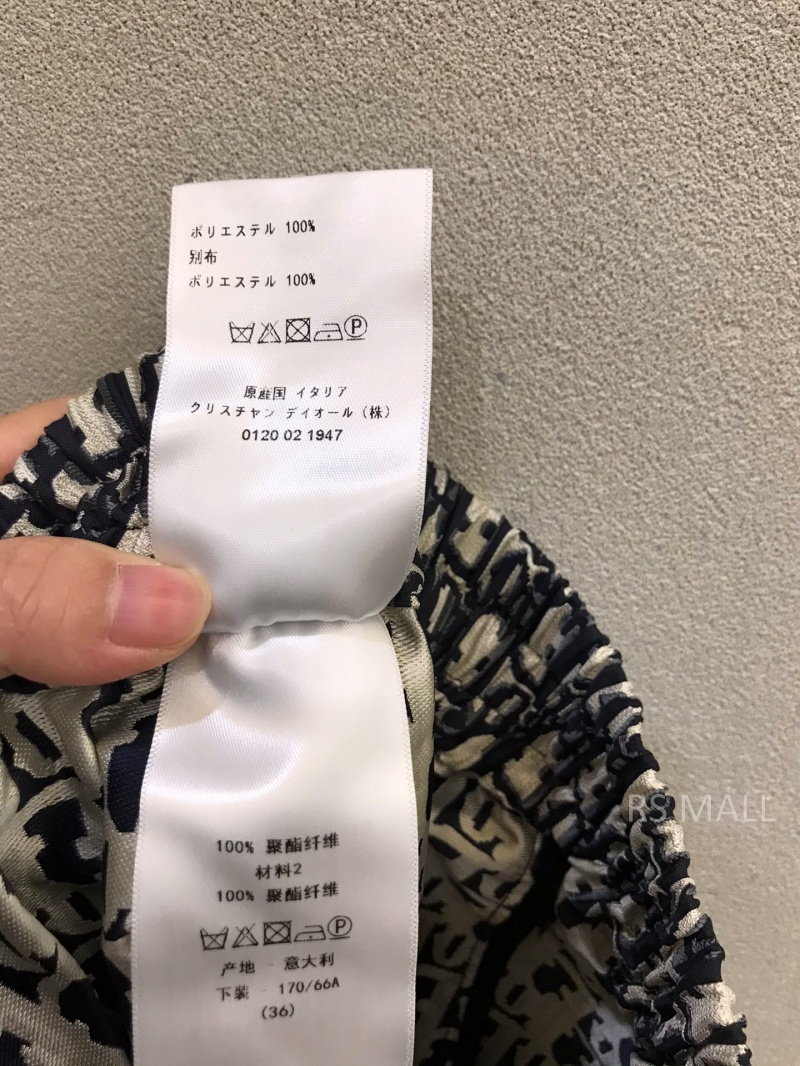 ポリエステル 100%
別布
ポリエステル 100%
P
原産国 イタリア
クリスチャン デイオール (株)
0120 02 1947
100% 聚酯纤维
材料2
100% 聚酯纤维
P
产地 - 意大利
下装 - 170/66A
(36)
RS MALL